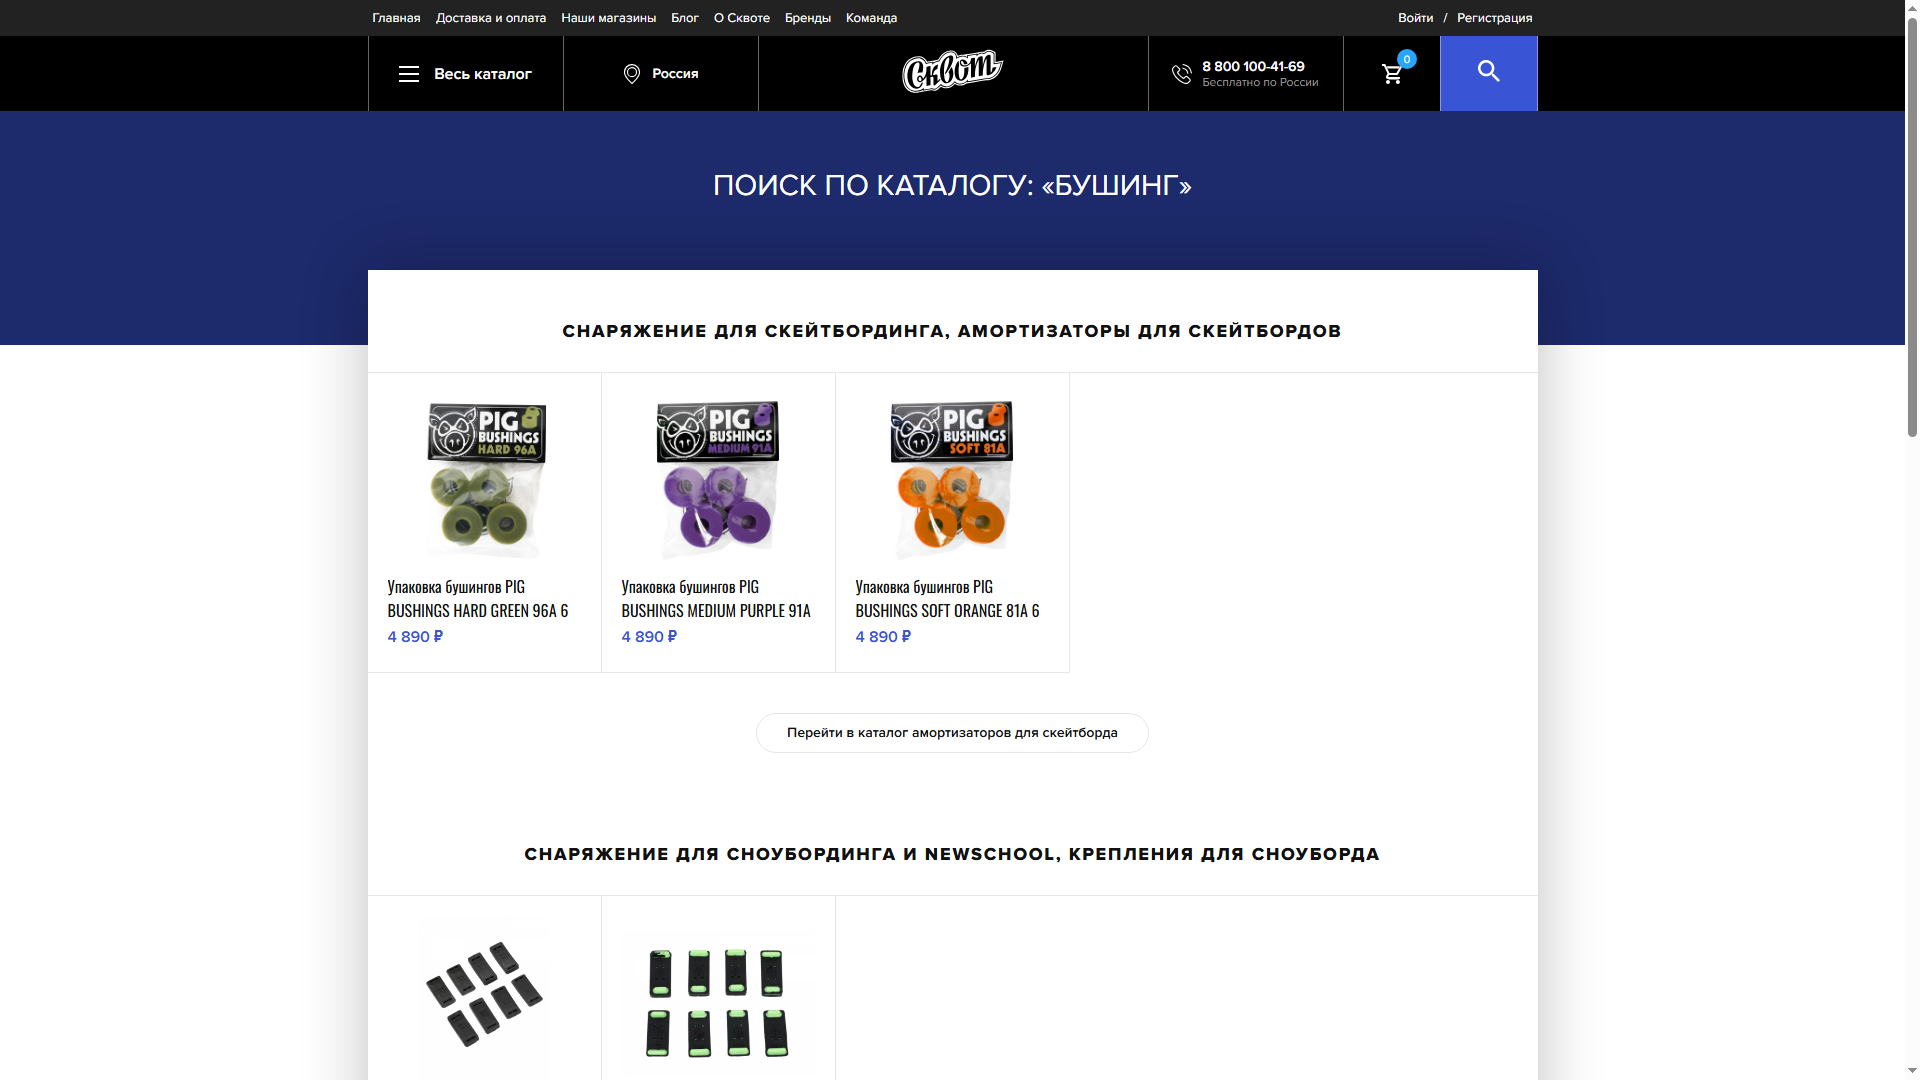 Главная Доставка и оплата Наши магазины Блог О Сквоте Бренды Команда Войти / Регистрация
Весь каталог
Россия
Сквот
8 800 100-41-69
Бесплатно по России
0
ПОИСК ПО КАТАЛОГУ: «БУШИНГ»
СНАРЯЖЕНИЕ ДЛЯ СКЕЙТБОРДИНГА, АМОРТИЗАТОРЫ ДЛЯ СКЕЙТБОРДОВ
PIG
BUSHINGS
HARD 96A
Упаковка бушингов PIG
BUSHINGS HARD GREEN 96A 6
4 890 ₽
PIG
BUSHINGS
MEDIUM 91A
Упаковка бушингов PIG
BUSHINGS MEDIUM PURPLE 91A
4 890 ₽
PIG
BUSHINGS
SOFT 81A
Упаковка бушингов PIG
BUSHINGS SOFT ORANGE 81A 6
4 890 ₽
Перейти в каталог амортизаторов для скейтборда
СНАРЯЖЕНИЕ ДЛЯ СНОУБОРДИНГА И NEWSCHOOL, КРЕПЛЕНИЯ ДЛЯ СНОУБОРДА